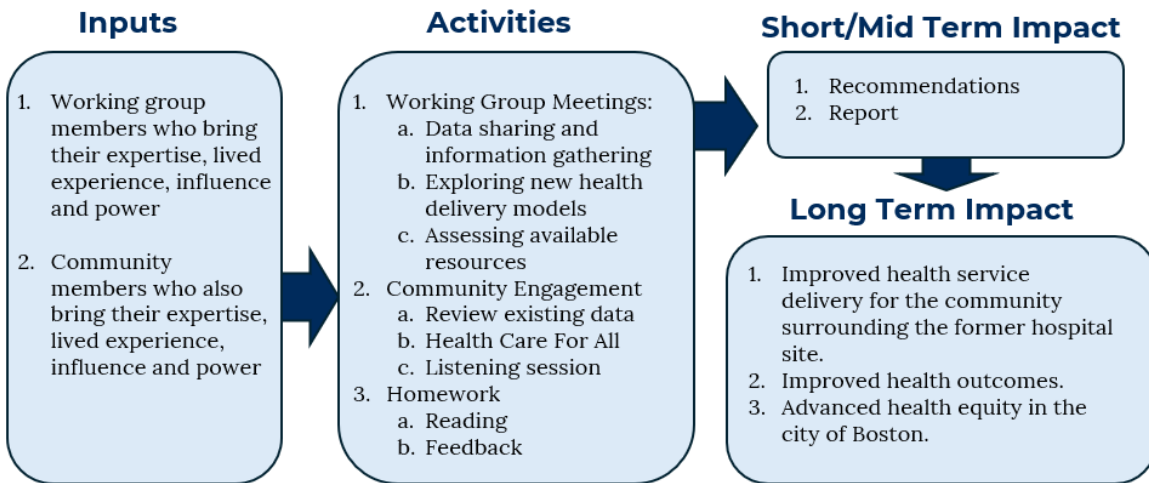 Inputs
1. Working group
members who bring
their expertise, lived
experience, influence
and power
2. Community
members who also
bring their expertise,
lived experience,
influence and power
Activities
1. Working Group Meetings:
a. Data sharing and
information gathering
b. Exploring new health
delivery models
c. Assessing available
resources
2. Community Engagement
a. Review existing data
b. Health Care For All
c. Listening session
3. Homework
a. Reading
b. Feedback
Short/Mid Term Impact
1. Recommendations
2. Report
Long Term Impact
1. Improved health service
delivery for the community
surrounding the former hospital
site.
2. Improved health outcomes.
3. Advanced health equity in the
city of Boston.